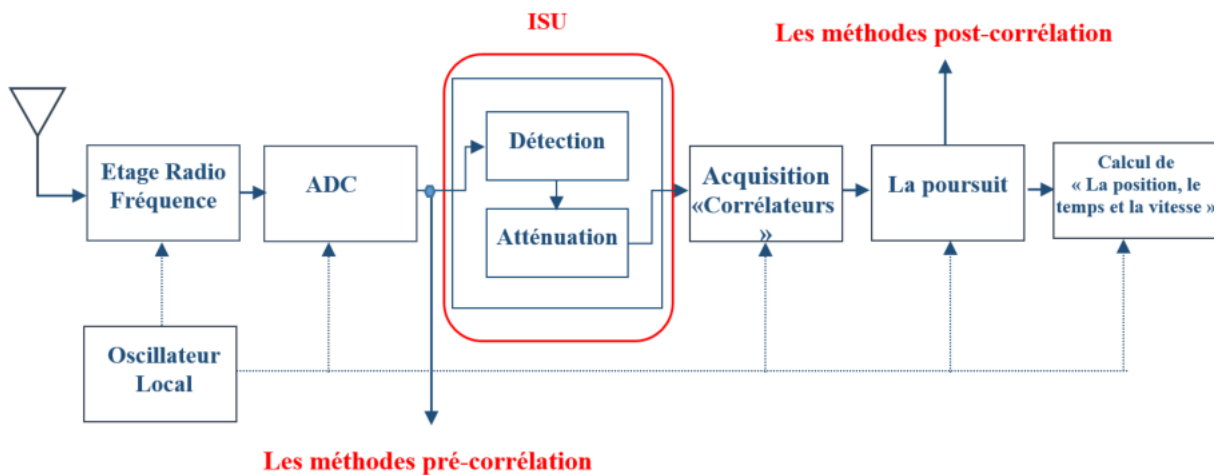 ISU
Les méthodes post-corrélation
Etage Radio
Fréquence
ADC
Détection
Atténuation
Acquisition
«Corrélateurs
»
La poursuit
Calcul de
« La position, le
temps et la vitesse »
Oscillateur
Local
Les méthodes pré-corrélation